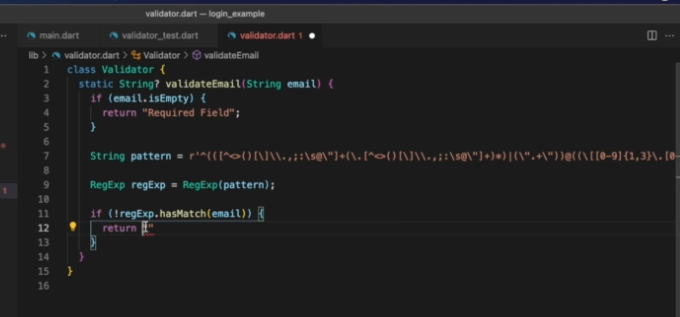 validator.dart — login_example
main.dart validator_test.dart validator.dart 1
lib > validator.dart > Validator > validateEmail
1 class Validator {
2 static String? validateEmail(String email) {
3 if (email.isEmpty) {
4 return "Required Field";
5 }
6
7 String pattern = r'^(([^<>()[\]\\.,;:\s@\"]+(\.[^<>()[\]\\.,;:\s@\"]+)*)|(\".+\"))@((\[[0-9]{1,3}\.[0-
8
9 RegExp regExp = RegExp(pattern);
10
11 if (!regExp.hasMatch(email)) {
12 return ""
13 }
14 }
15 }
16
1